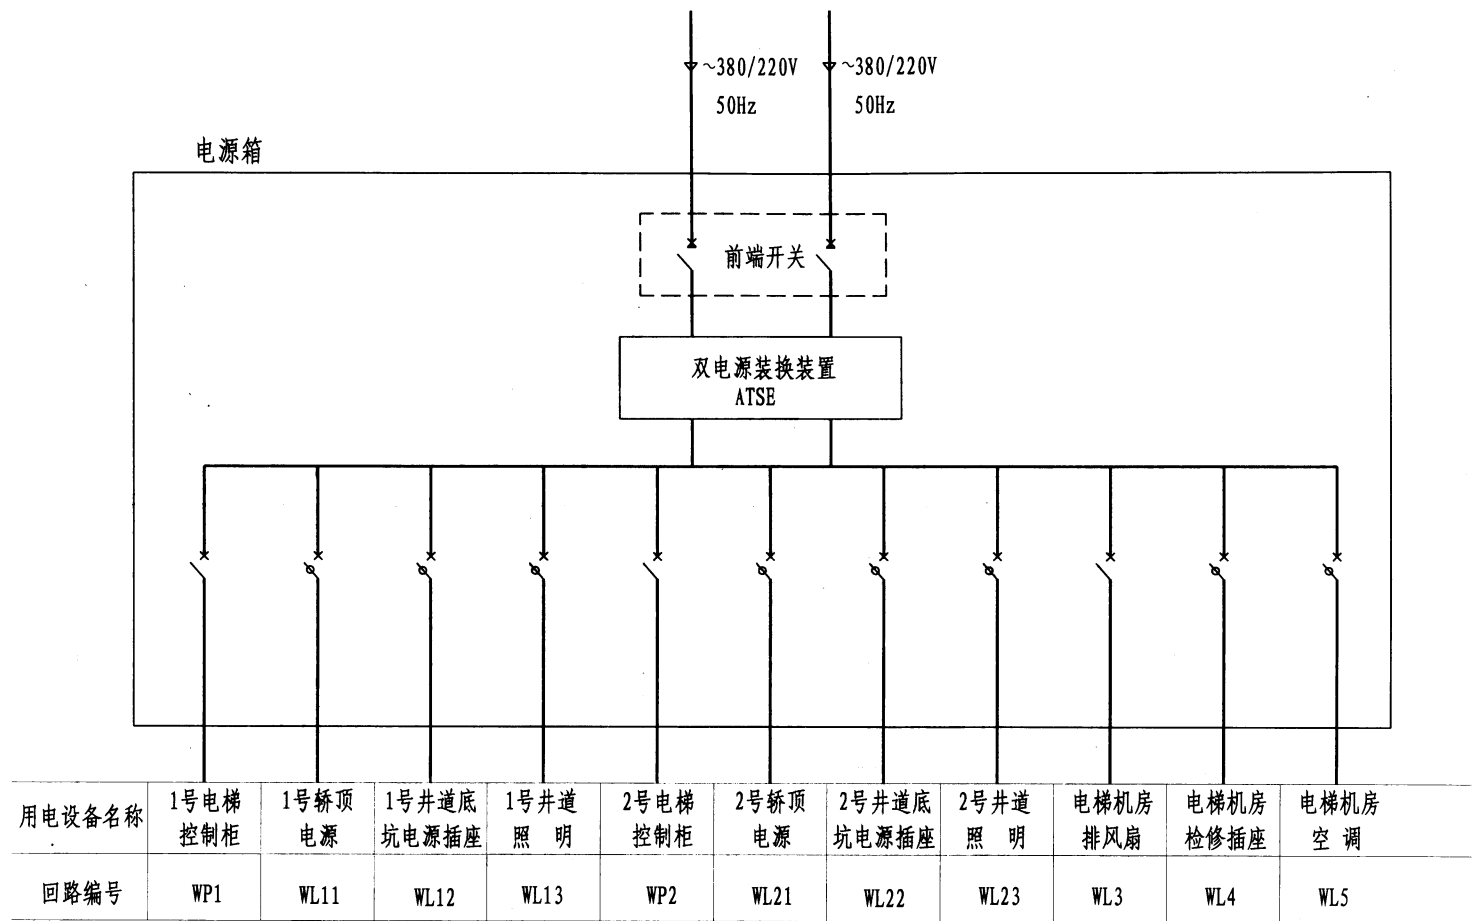 ~380/220V
50Hz
~380/220V
50Hz
电源箱
前端开关
双电源装换装置
ATSE
用电设备名称
1号电梯
控制柜
1号轿顶
电源
1号井道底
坑电源插座
1号井道
照 明
2号电梯
控制柜
2号轿顶
电源
2号井道底
坑电源插座
2号井道
照 明
电梯机房
排风扇
电梯机房
检修插座
电梯机房
空 调
回路编号
WP1
WL11
WL12
WL13
WP2
WL21
WL22
WL23
WL3
WL4
WL5